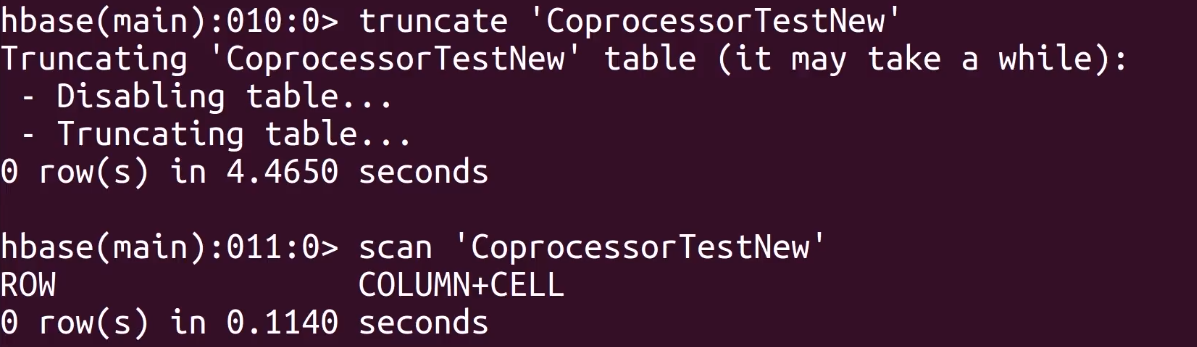 hbase(main):010:0> truncate 'CoprocessorTestNew'
Truncating 'CoprocessorTestNew' table (it may take a while):
 - Disabling table...
 - Truncating table...
0 row(s) in 4.4650 seconds

hbase(main):011:0> scan 'CoprocessorTestNew'
ROW                COLUMN+CELL
0 row(s) in 0.1140 seconds